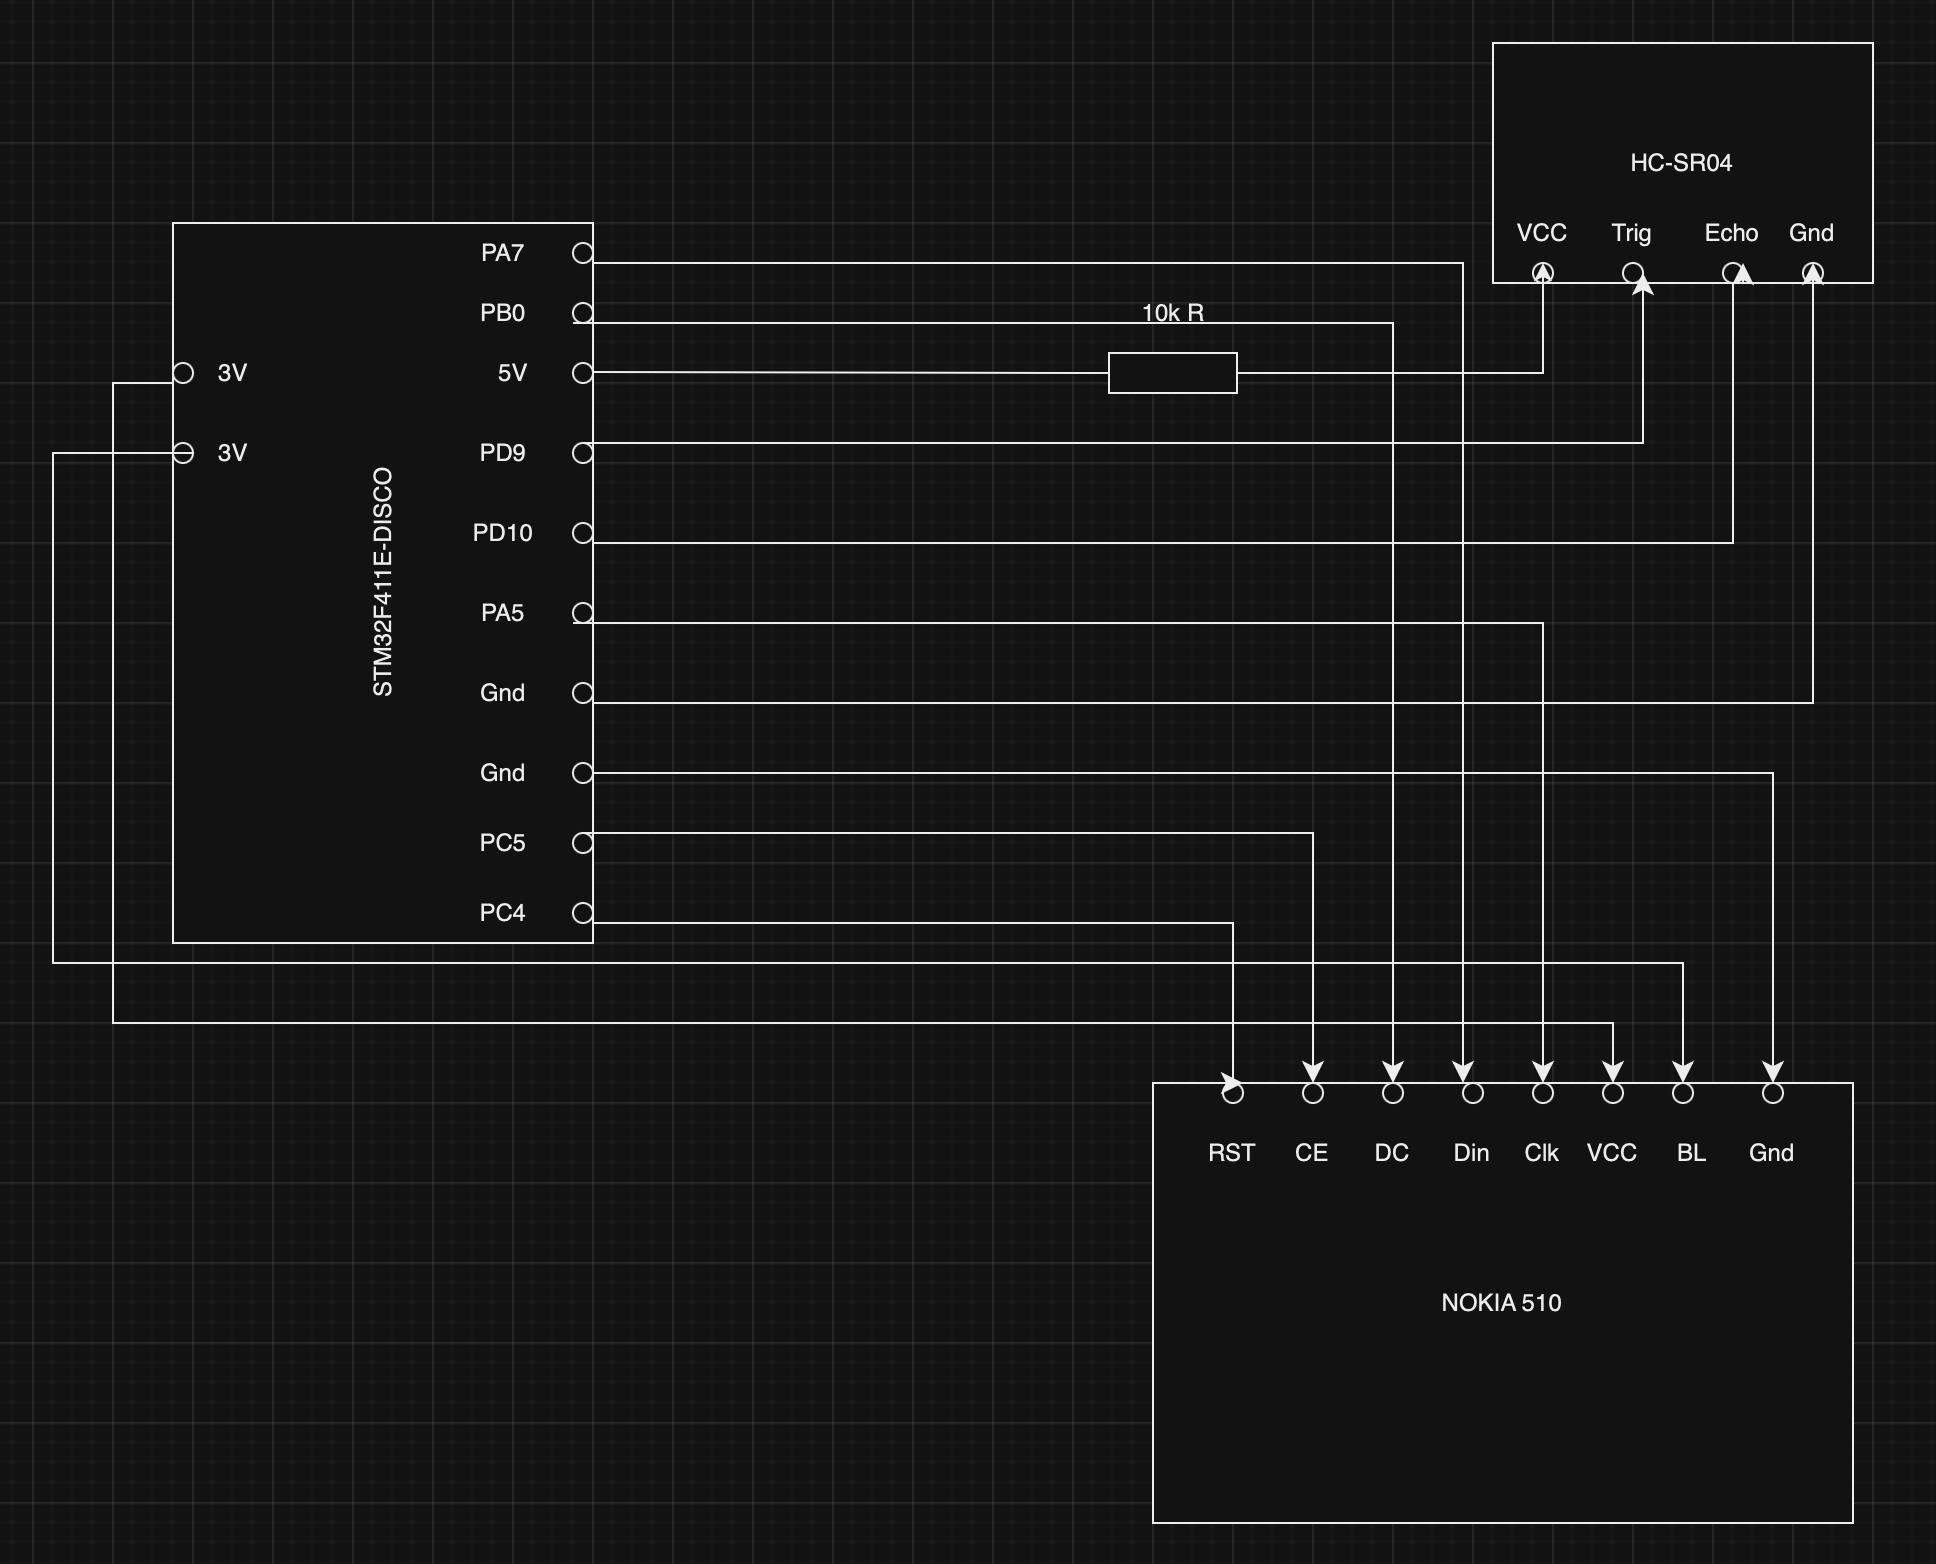 HC-SR04
VCC
Trig
Echo
Gnd
PA7
PB0
10k R
3V
5V
3V
PD9
STM32F411E-DISCO
PD10
PA5
Gnd
Gnd
PC5
PC4
RST
CE
DC
Din
Clk
VCC
BL
Gnd
NOKIA 510